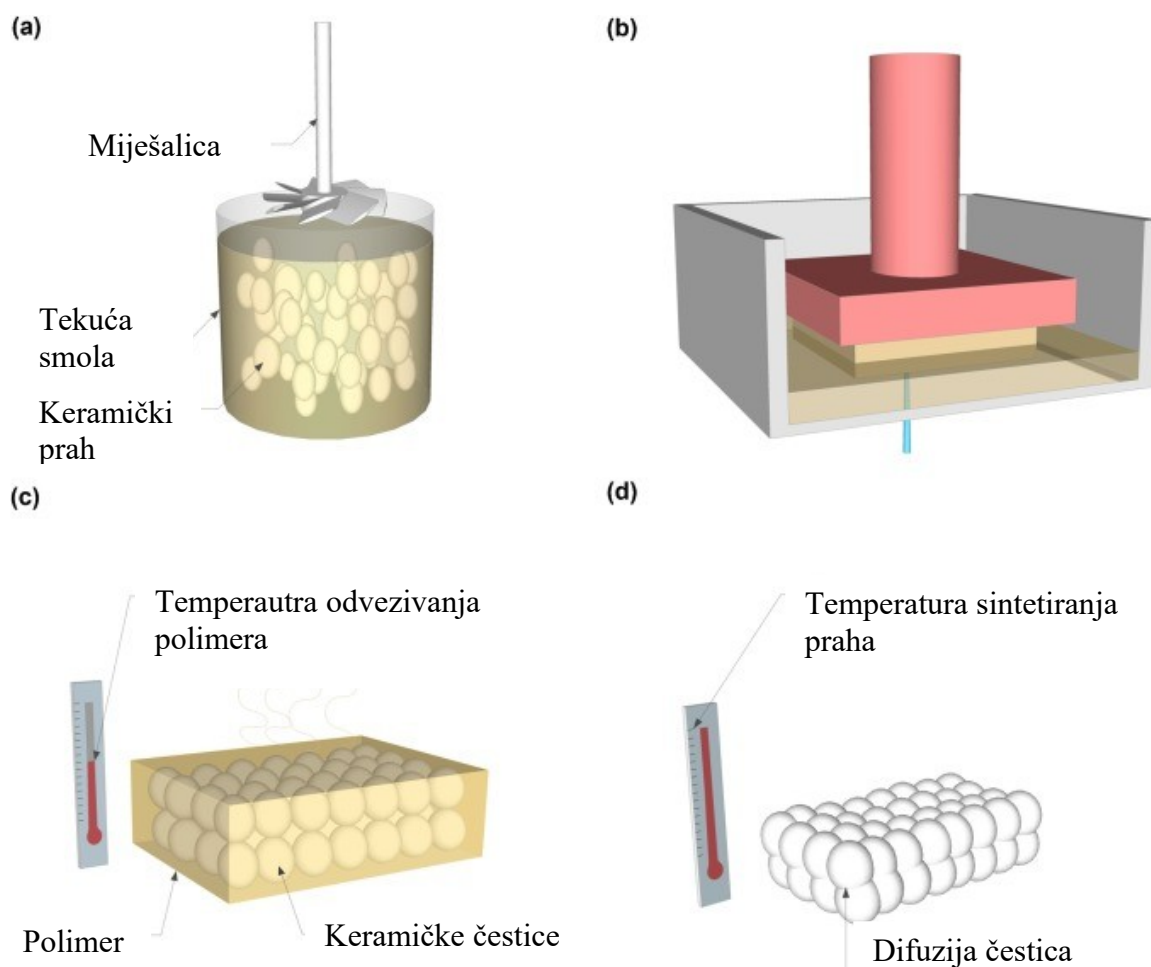 (a)
(b)
Miješalica
Tekuća
smola
Keramički
prah
(c)
(d)
Temperautra odvezivanja
polimera
Temperatura sintetiranja
praha
Polimer
Keramičke čestice
Difuzija čestica